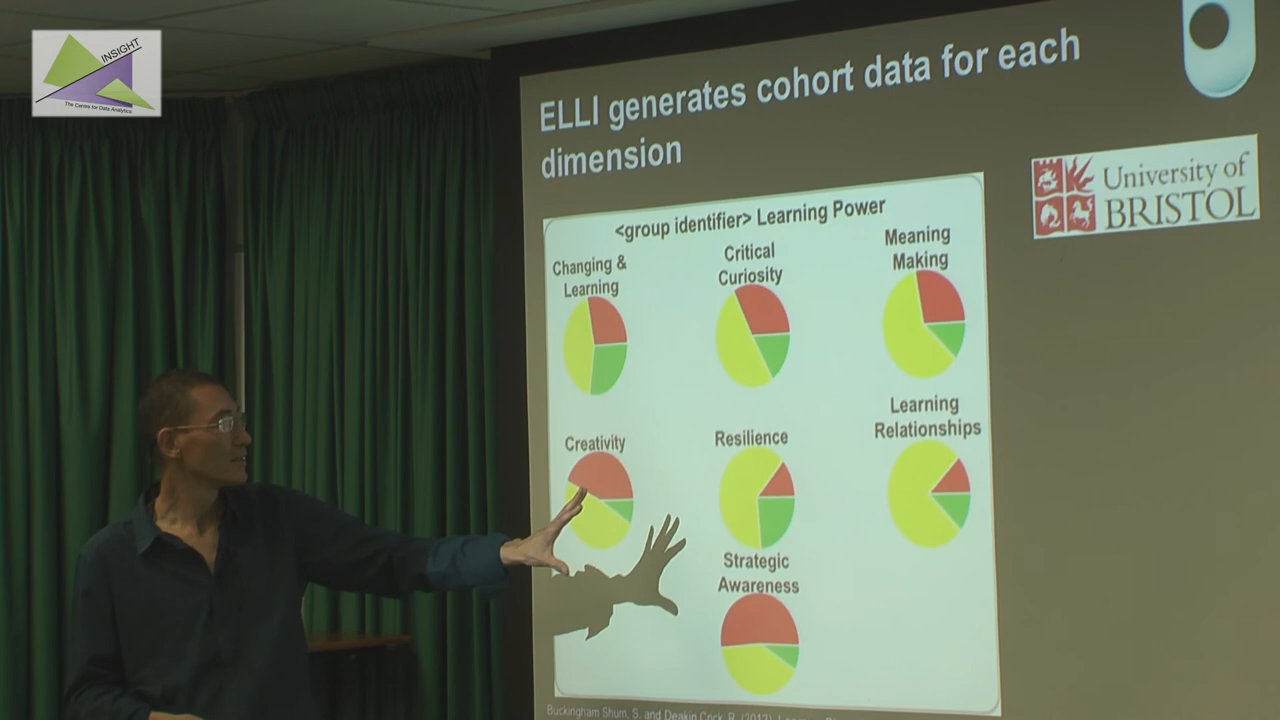 INSIGHT
The Centre for Data Analytics
ELLI generates cohort data for each
dimension
University of
BRISTOL
<group identifier> Learning Power
Changing &
Learning
Critical
Curiosity
Meaning
Making
Creativity
Resilience
Learning
Relationships
Strategic
Awareness
Buckingham Shum, S. and Deakin Crick, R. (2012).